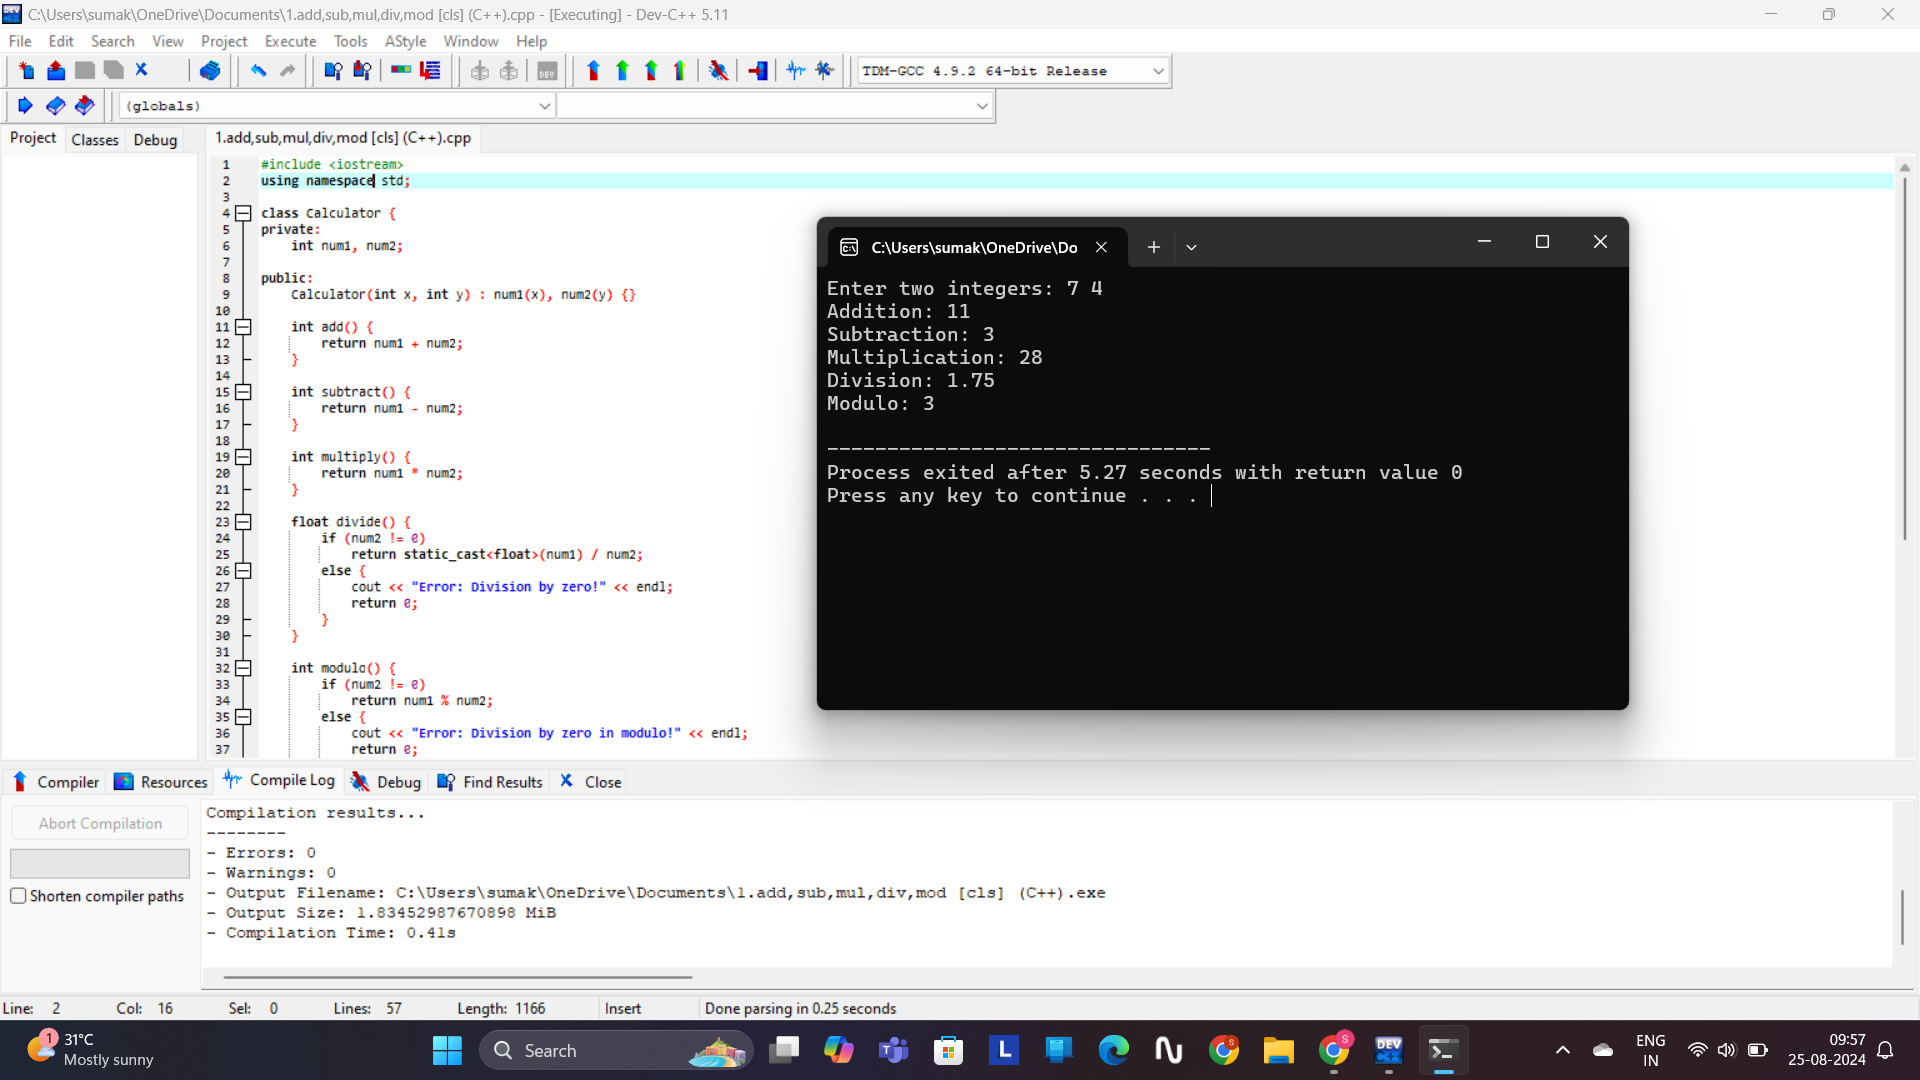 C:\Users\sumak\OneDrive\Documents\1.add,sub,mul,div,mod [cls] (C++).cpp - [Executing] - Dev-C++ 5.11
File Edit Search View Project Execute Tools AStyle Window Help
TDM-GCC 4.9.2 64-bit Release
(globals)
Project Classes Debug
1.add,sub,mul,div,mod [cls] (C++).cpp
1 #include <iostream>
2 using namespace std;
3
4 class Calculator {
5 private:
6 int num1, num2;
7
8 public:
9 Calculator(int x, int y) : num1(x), num2(y) {}
10
11 int add() {
12 return num1 + num2;
13 }
14
15 int subtract() {
16 return num1 - num2;
17 }
18
19 int multiply() {
20 return num1 * num2;
21 }
22
23 float divide() {
24 if (num2 != 0)
25 return static_cast<float>(num1) / num2;
26 else {
27 cout << "Error: Division by zero!" << endl;
28 return 0;
29 }
30 }
31
32 int modulo() {
33 if (num2 != 0)
34 return num1 % num2;
35 else {
36 cout << "Error: Division by zero in modulo!" << endl;
37 return 0;
C:\Users\sumak\OneDrive\Do
Enter two integers: 7 4
Addition: 11
Subtraction: 3
Multiplication: 28
Division: 1.75
Modulo: 3
--------------------------------
Process exited after 5.27 seconds with return value 0
Press any key to continue . . .
Compiler Resources Compile Log Debug Find Results Close
Abort Compilation
Shorten compiler paths
Compilation results...
--------
- Errors: 0
- Warnings: 0
- Output Filename: C:\Users\sumak\OneDrive\Documents\1.add,sub,mul,div,mod [cls] (C++).exe
- Output Size: 1.83452987670898 MiB
- Compilation Time: 0.41s
Line: 2 Col: 16 Sel: 0 Lines: 57 Length: 1166 Insert Done parsing in 0.25 seconds
1
31°C
Mostly sunny
Search
ENG
IN
09:57
25-08-2024